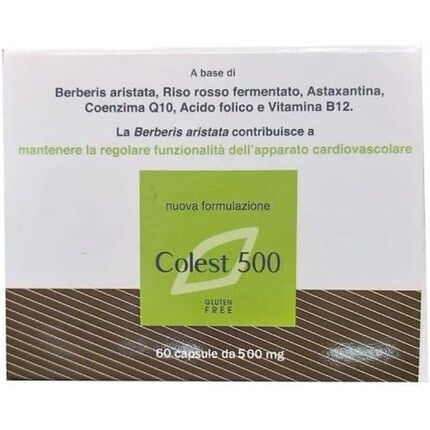 A base di
Berberis aristata, Riso rosso fermentato, Astaxantina,
Coenzima Q10, Acido folico e Vitamina B12.
La Berberis aristata contribuisce a
mantenere la regolare funzionalità dell'apparato cardiovascolare
nuova formulazione
Colest 500
GLUTEN
FREE
60 capsule da 500 mg